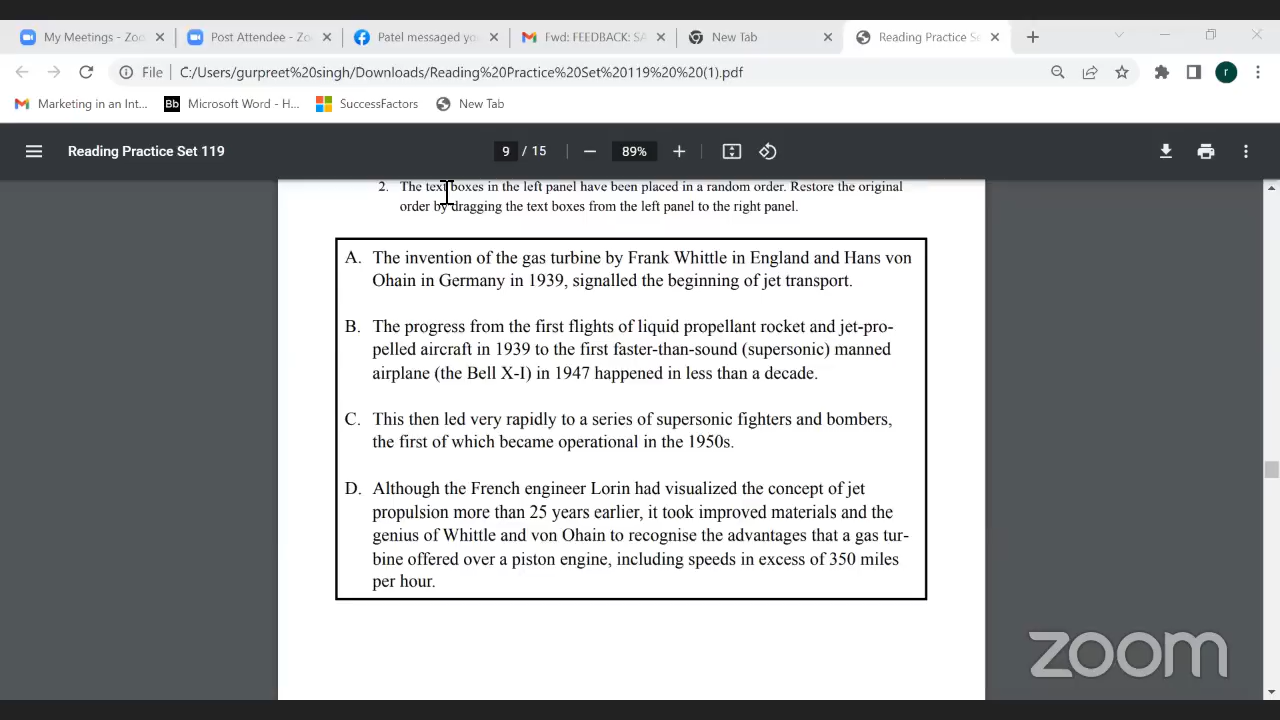 My Meetings - Zoo
Post Attendee - Zo
Patel messaged yo
Fwd: FEEDBACK: SA
New Tab
Reading Practice Se
File
C:/Users/gurpreet%20singh/Downloads/Reading%20Practice%20Set%20119%20%20(1).pdf
r
Marketing in an Int...
Bb Microsoft Word - H...
SuccessFactors
New Tab
Reading Practice Set 119
9 / 15
89%
2. The text boxes in the left panel have been placed in a random order. Restore the original
order by dragging the text boxes from the left panel to the right panel.
A. The invention of the gas turbine by Frank Whittle in England and Hans von
Ohain in Germany in 1939, signalled the beginning of jet transport.
B. The progress from the first flights of liquid propellant rocket and jet-pro-
pelled aircraft in 1939 to the first faster-than-sound (supersonic) manned
airplane (the Bell X-I) in 1947 happened in less than a decade.
C. This then led very rapidly to a series of supersonic fighters and bombers,
the first of which became operational in the 1950s.
D. Although the French engineer Lorin had visualized the concept of jet
propulsion more than 25 years earlier, it took improved materials and the
genius of Whittle and von Ohain to recognise the advantages that a gas tur-
bine offered over a piston engine, including speeds in excess of 350 miles
per hour.
zoom